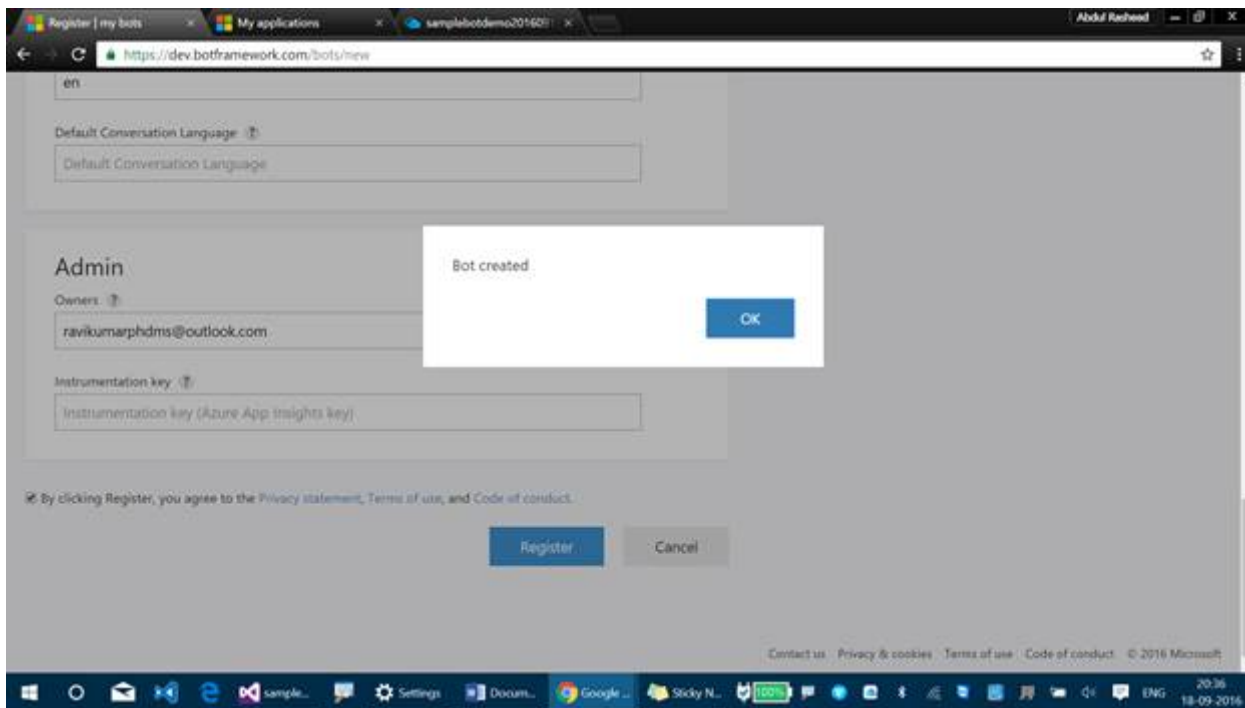 Register | my bots
My applications
samplebotdemo201609
Abdul Rasheed
https://dev.botframework.com/bots/new
en
Default Conversation Language ?
Default Conversation Language
Admin
Owners ?
ravikumarphdms@outlook.com
Bot created
OK
Instrumentation key ?
Instrumentation key (Azure App Insights key)
By clicking Register, you agree to the Privacy statement, Terms of use, and Code of conduct.
Register
Cancel
Contact us Privacy & cookies Terms of use Code of conduct © 2016 Microsoft
sample...
Settings
Docum...
Google ...
Sticky N...
100%
ENG
20:36
18-09-2016